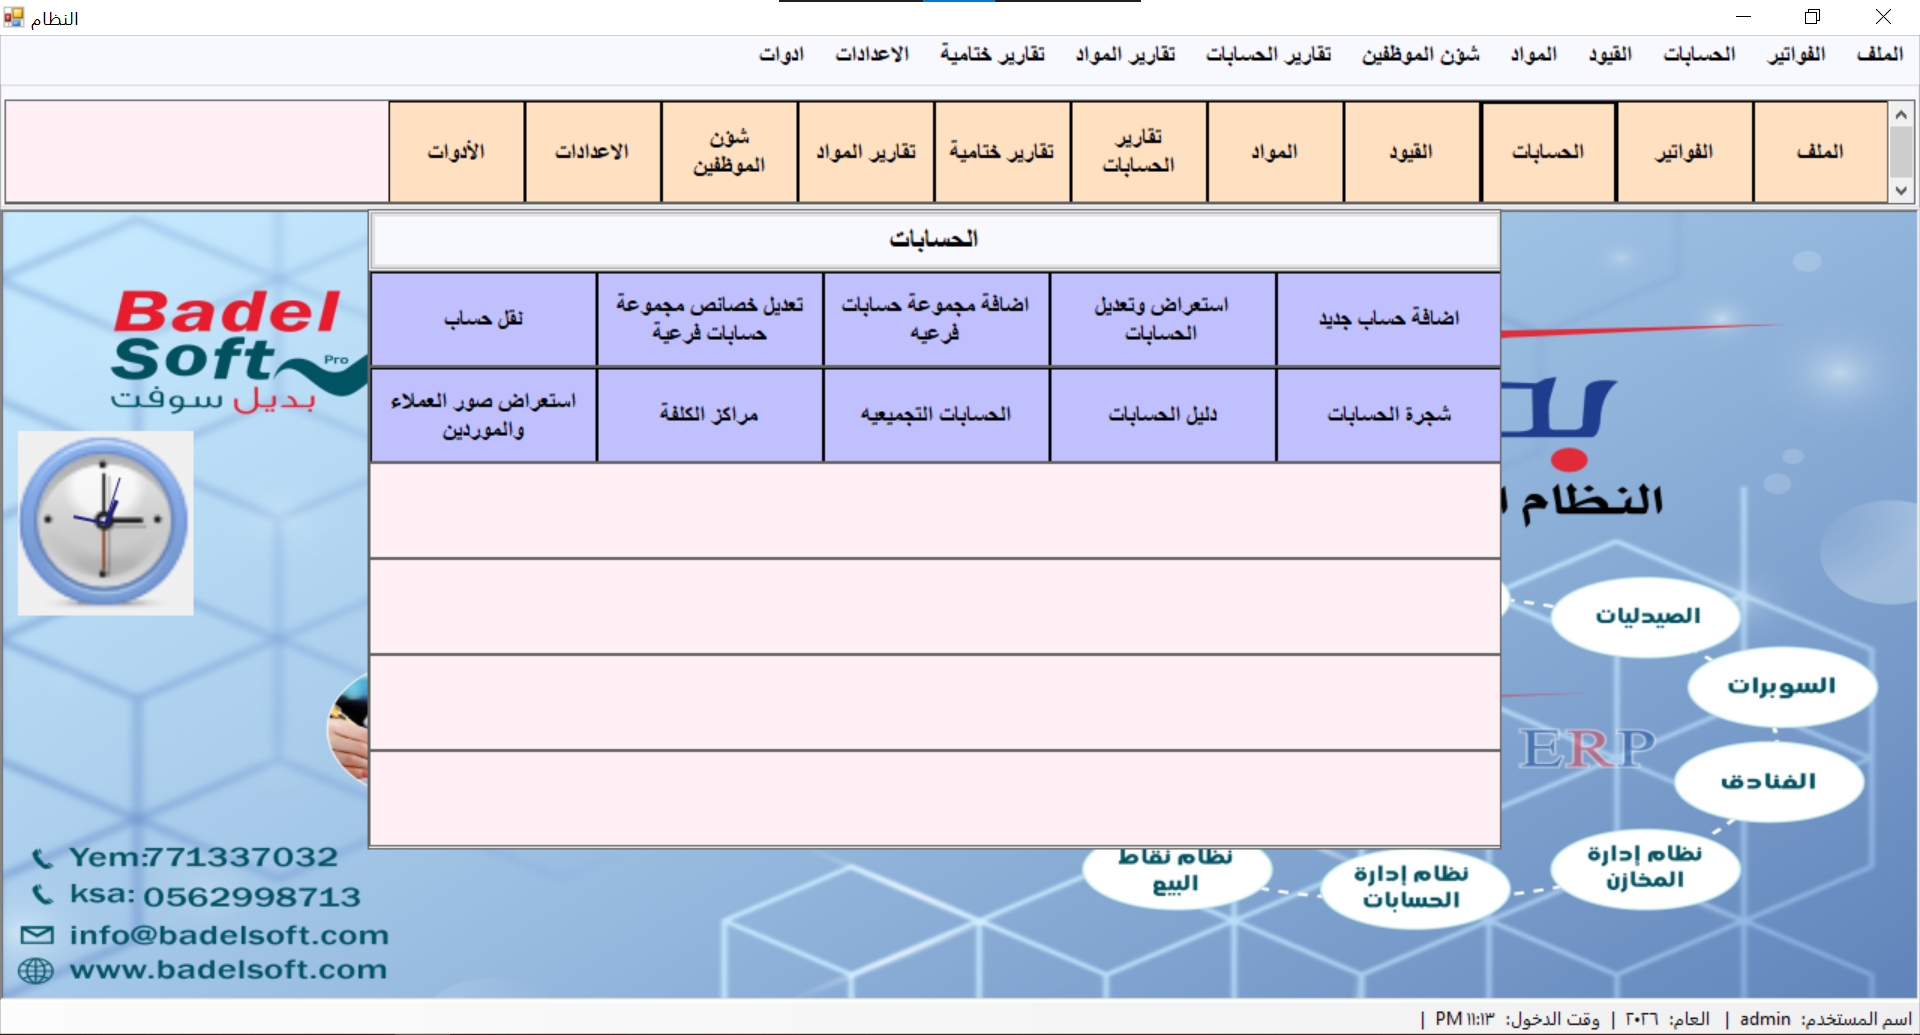 النظام
الملف الفواتير الحسابات القيود المواد شؤن الموظفين تقارير الحسابات تقارير المواد تقارير ختامية الاعدادات ادوات
الملف
الفواتير
الحسابات
القيود
المواد
تقارير
الحسابات
تقارير ختامية
تقارير المواد
شؤن
الموظفين
الاعدادات
الأدوات
الحسابات
اضافة حساب جديد
استعراض وتعديل
الحسابات
اضافة مجموعة حسابات
فرعيه
تعديل خصائص مجموعة
حسابات فرعية
نقل حساب
شجرة الحسابات
دليل الحسابات
الحسابات التجميعيه
مراكز الكلفة
استعراض صور العملاء
والموردين
Badel
Soft
Pro
بديل سوفت
النظام
الصيدليات
السوبرات
ERP
الفنادق
نظام إدارة
المخازن
نظام إدارة
الحسابات
نظام نقاط
البيع
Yem:771337032
ksa: 0562998713
info@badelsoft.com
www.badelsoft.com
اسم المستخدم: admin | العام: ٢٠٢٦ | وقت الدخول: ١١:١٣ PM |